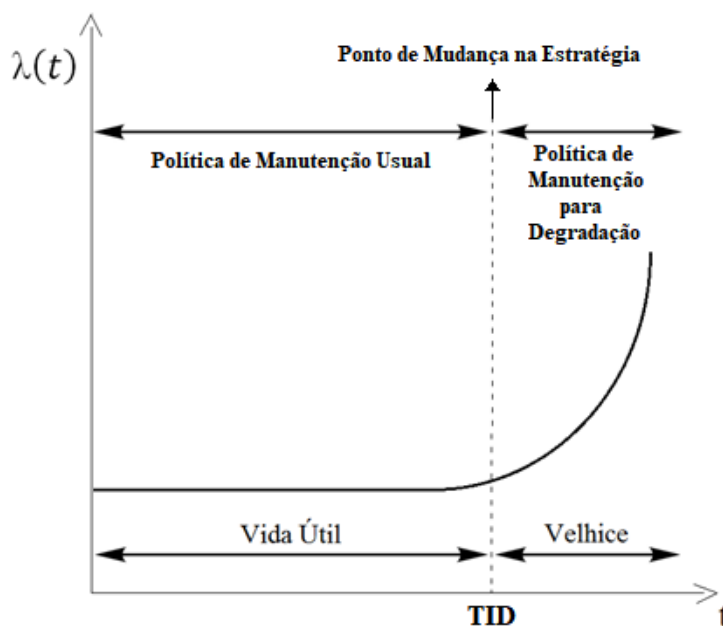 λ(t)
Ponto de Mudança na Estratégia
Política de Manutenção Usual
Política de
Manutenção
para
Degradação
Vida Útil
Velhice
TID
t